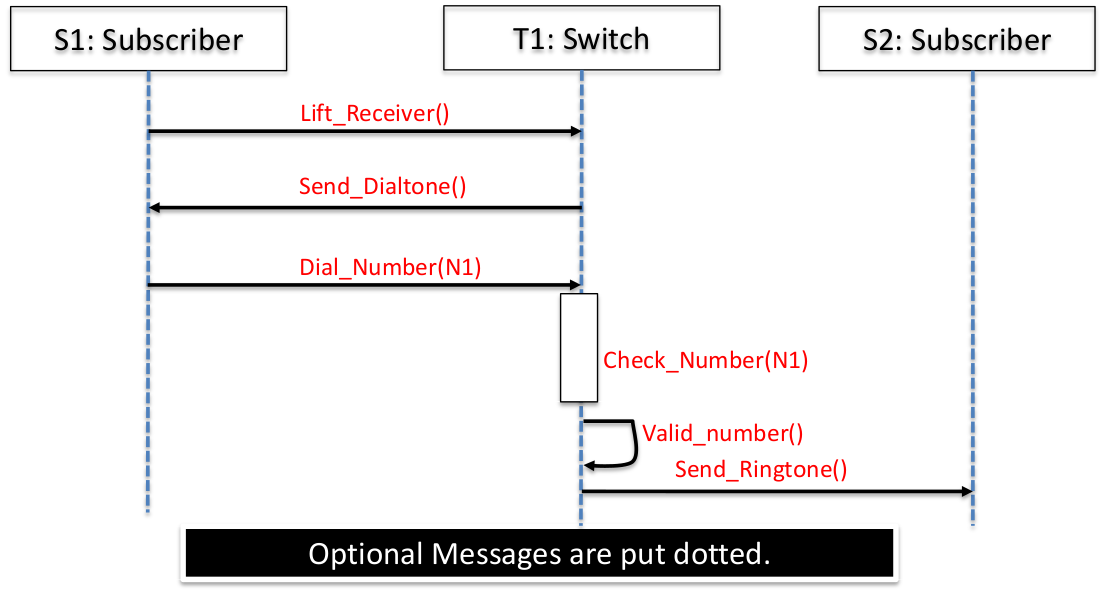 S1: Subscriber
T1: Switch
S2: Subscriber
Lift_Receiver()
Send_Dialtone()
Dial_Number(N1)
Check_Number(N1)
Valid_number()
Send_Ringtone()
Optional Messages are put dotted.